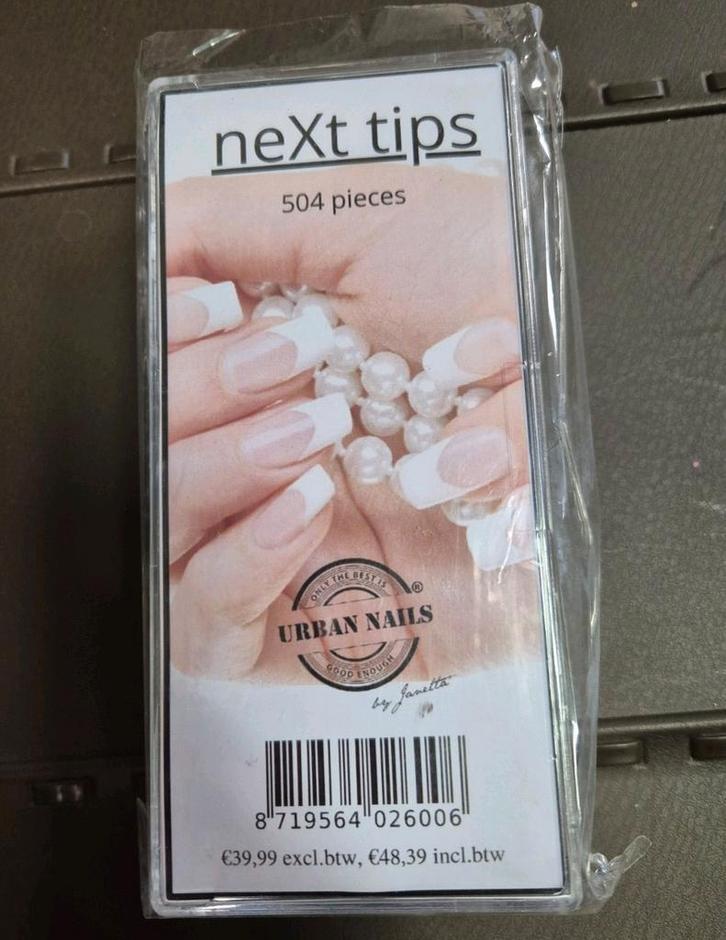 neXt tips
504 pieces
ONLY THE BEST IS
®
URBAN NAILS
GOOD ENOUGH
by Janetta
8 719564 026006
€39,99 excl.btw, €48,39 incl.btw